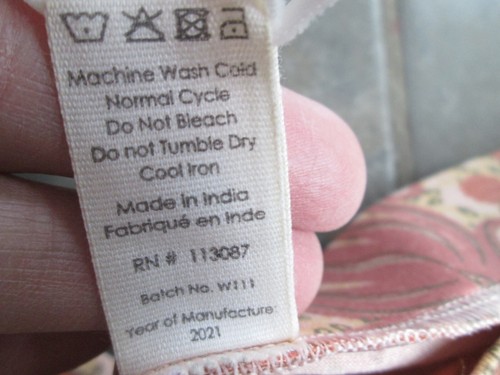 Machine Wash Cold
Normal Cycle
Do Not Bleach
Do not Tumble Dry
Cool Iron
Made in India
Fabriqué en Inde
RN # 113087
Batch No. W111
Year of Manufacture:
2021